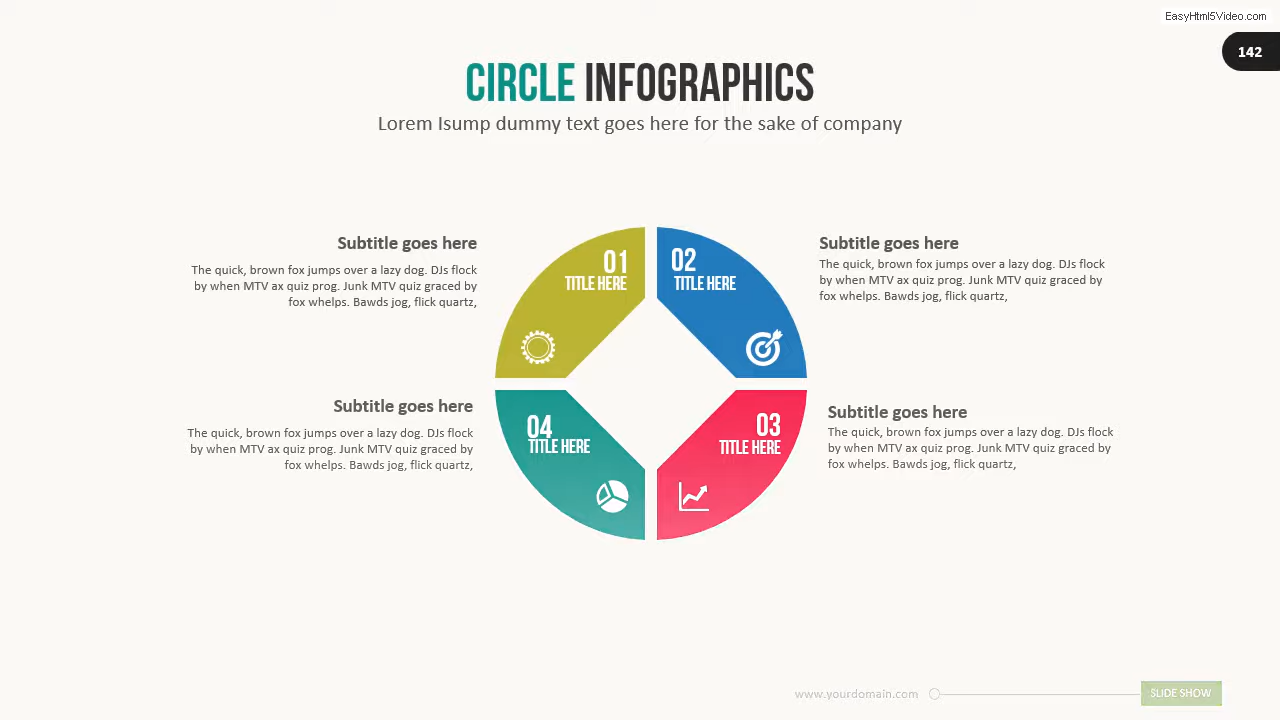 EasyHtml5Video.com
142
CIRCLE INFOGRAPHICS
Lorem Isump dummy text goes here for the sake of company
Subtitle goes here
The quick, brown fox jumps over a lazy dog. DJs flock
by when MTV ax quiz prog. Junk MTV quiz graced by
fox whelps. Bawds jog, flick quartz,
01
TITLE HERE
02
TITLE HERE
Subtitle goes here
The quick, brown fox jumps over a lazy dog. DJs flock
by when MTV ax quiz prog. Junk MTV quiz graced by
fox whelps. Bawds jog, flick quartz,
Subtitle goes here
The quick, brown fox jumps over a lazy dog. DJs flock
by when MTV ax quiz prog. Junk MTV quiz graced by
fox whelps. Bawds jog, flick quartz,
04
TITLE HERE
03
TITLE HERE
Subtitle goes here
The quick, brown fox jumps over a lazy dog. DJs flock
by when MTV ax quiz prog. Junk MTV quiz graced by
fox whelps. Bawds jog, flick quartz,
www.yourdomain.com
SLIDE SHOW